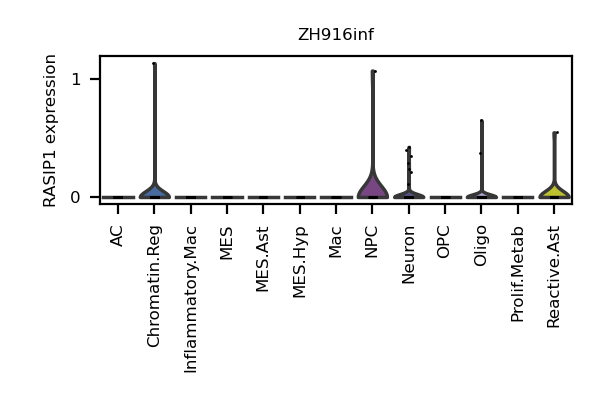 ZH916inf
RASIP1 expression
1
0
AC
Chromatin.Reg
Inflammatory.Mac
MES
MES.Ast
MES.Hyp
Mac
NPC
Neuron
OPC
Oligo
Prolif.Metab
Reactive.Ast